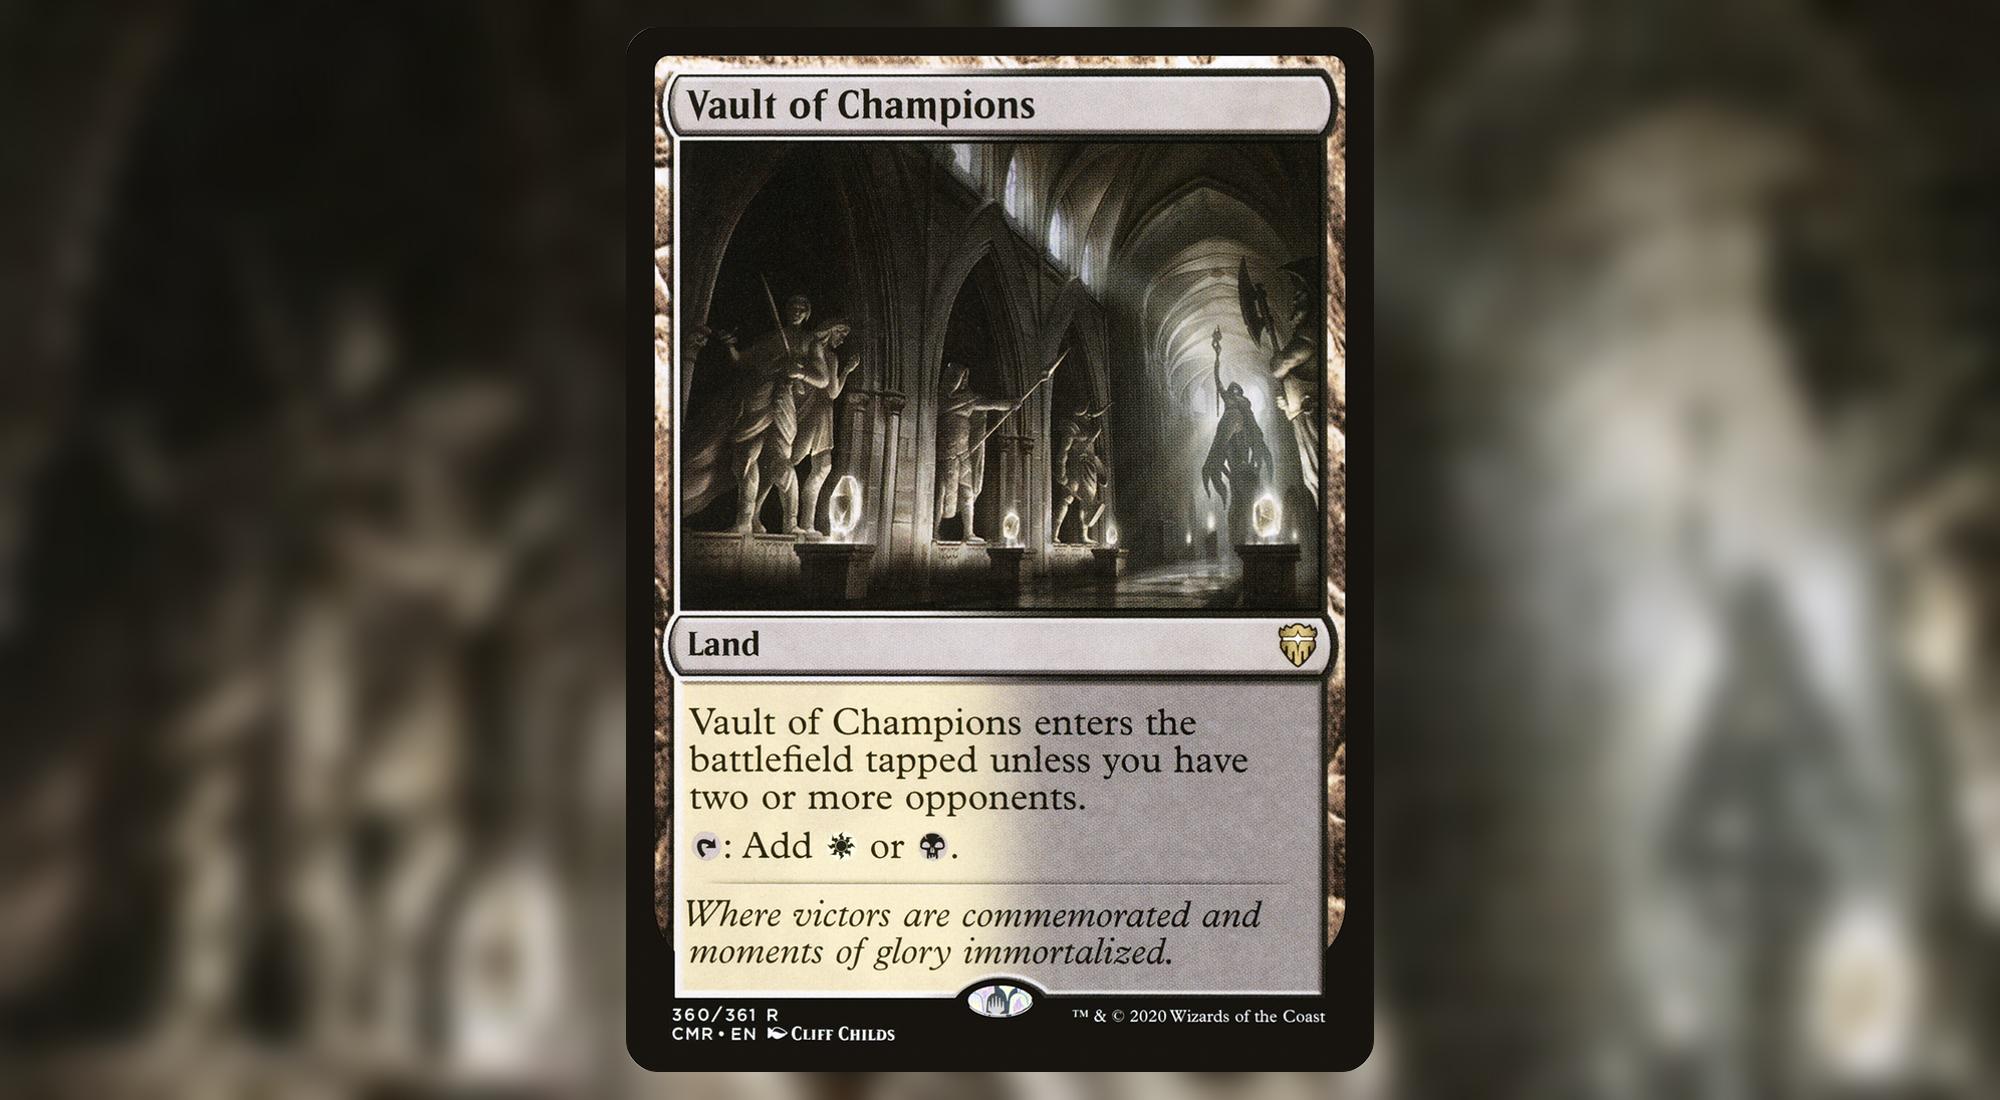 Vault of Champions
Land
Vault of Champions enters the
battlefield tapped unless you have
two or more opponents.
: Add or .
Where victors are commemorated and
moments of glory immortalized.
360/361 R
CMR • EN Cliff Childs
™ & © 2020 Wizards of the Coast